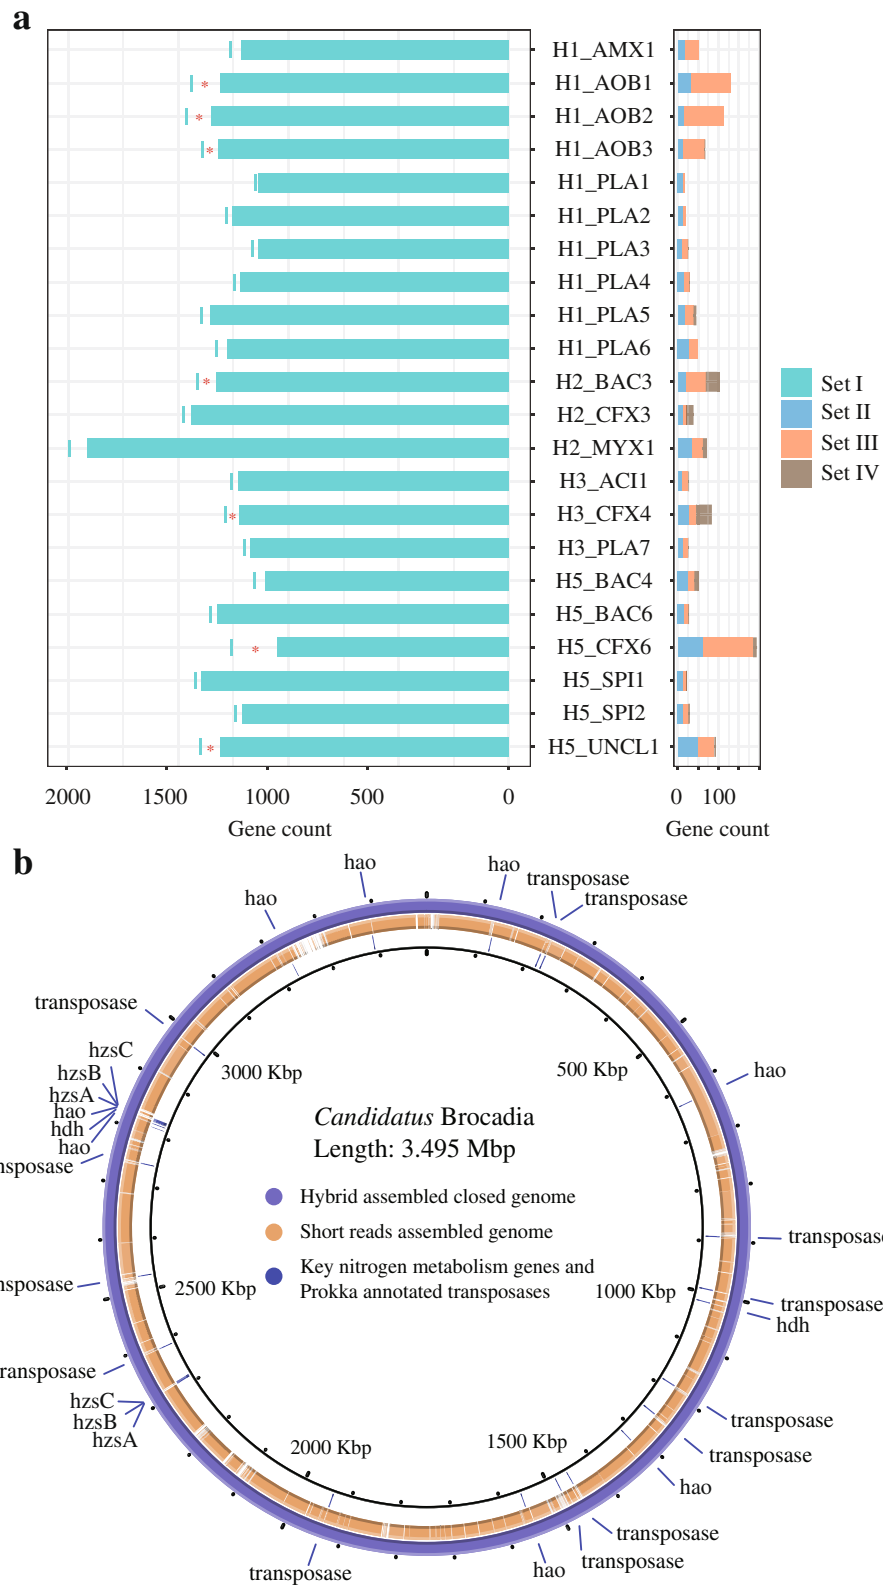 a
H1_AMX1
H1_AOB1
*
H1_AOB2
*
H1_AOB3
*
H1_PLA1
H1_PLA2
H1_PLA3
H1_PLA4
H1_PLA5
H1_PLA6
H2_BAC3
*
H2_CFX3
H2_MYX1
H3_ACI1
H3_CFX4
*
H3_PLA7
H5_BAC4
H5_BAC6
H5_CFX6
*
H5_SPI1
H5_SPI2
H5_UNCL1
*
Set I
Set II
Set III
Set IV
2000 1500 1000 500 0
0 100
Gene count
Gene count
b
hao
hao
transposase
transposase
hao
transposase
hzsC
hzsB
hzsA
hao
hdh
hao
nsposase
3000 Kbp
500 Kbp
hao
Candidatus Brocadia
Length: 3.495 Mbp
Hybrid assembled closed genome
Short reads assembled genome
Key nitrogen metabolism genes and
Prokka annotated transposases
transposase
nsposase
2500 Kbp
1000 Kbp
transposase
hdh
transposase
hzsC
hzsB
hzsA
transposase
transposase
2000 Kbp
1500 Kbp
hao
transposase
transposase
hao
transposase